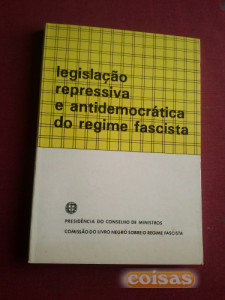 legislação
repressiva
e antidemocrática
do regime fascista
PRESIDÊNCIA DO CONSELHO DE MINISTROS
COMISSÃO DO LIVRO NEGRO SOBRE O REGIME FASCISTA
coisas